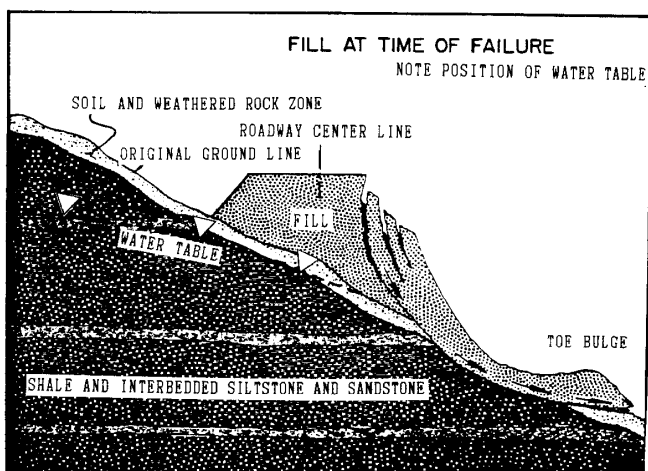 FILL AT TIME OF FAILURE
NOTE POSITION OF WATER TABLE
SOIL AND WEATHERED ROCK ZONE
ROADWAY CENTER LINE
ORIGINAL GROUND LINE
FILL
WATER TABLE
TOE BULGE
SHALE AND INTERBEDDED SILTSTONE AND SANDSTONE